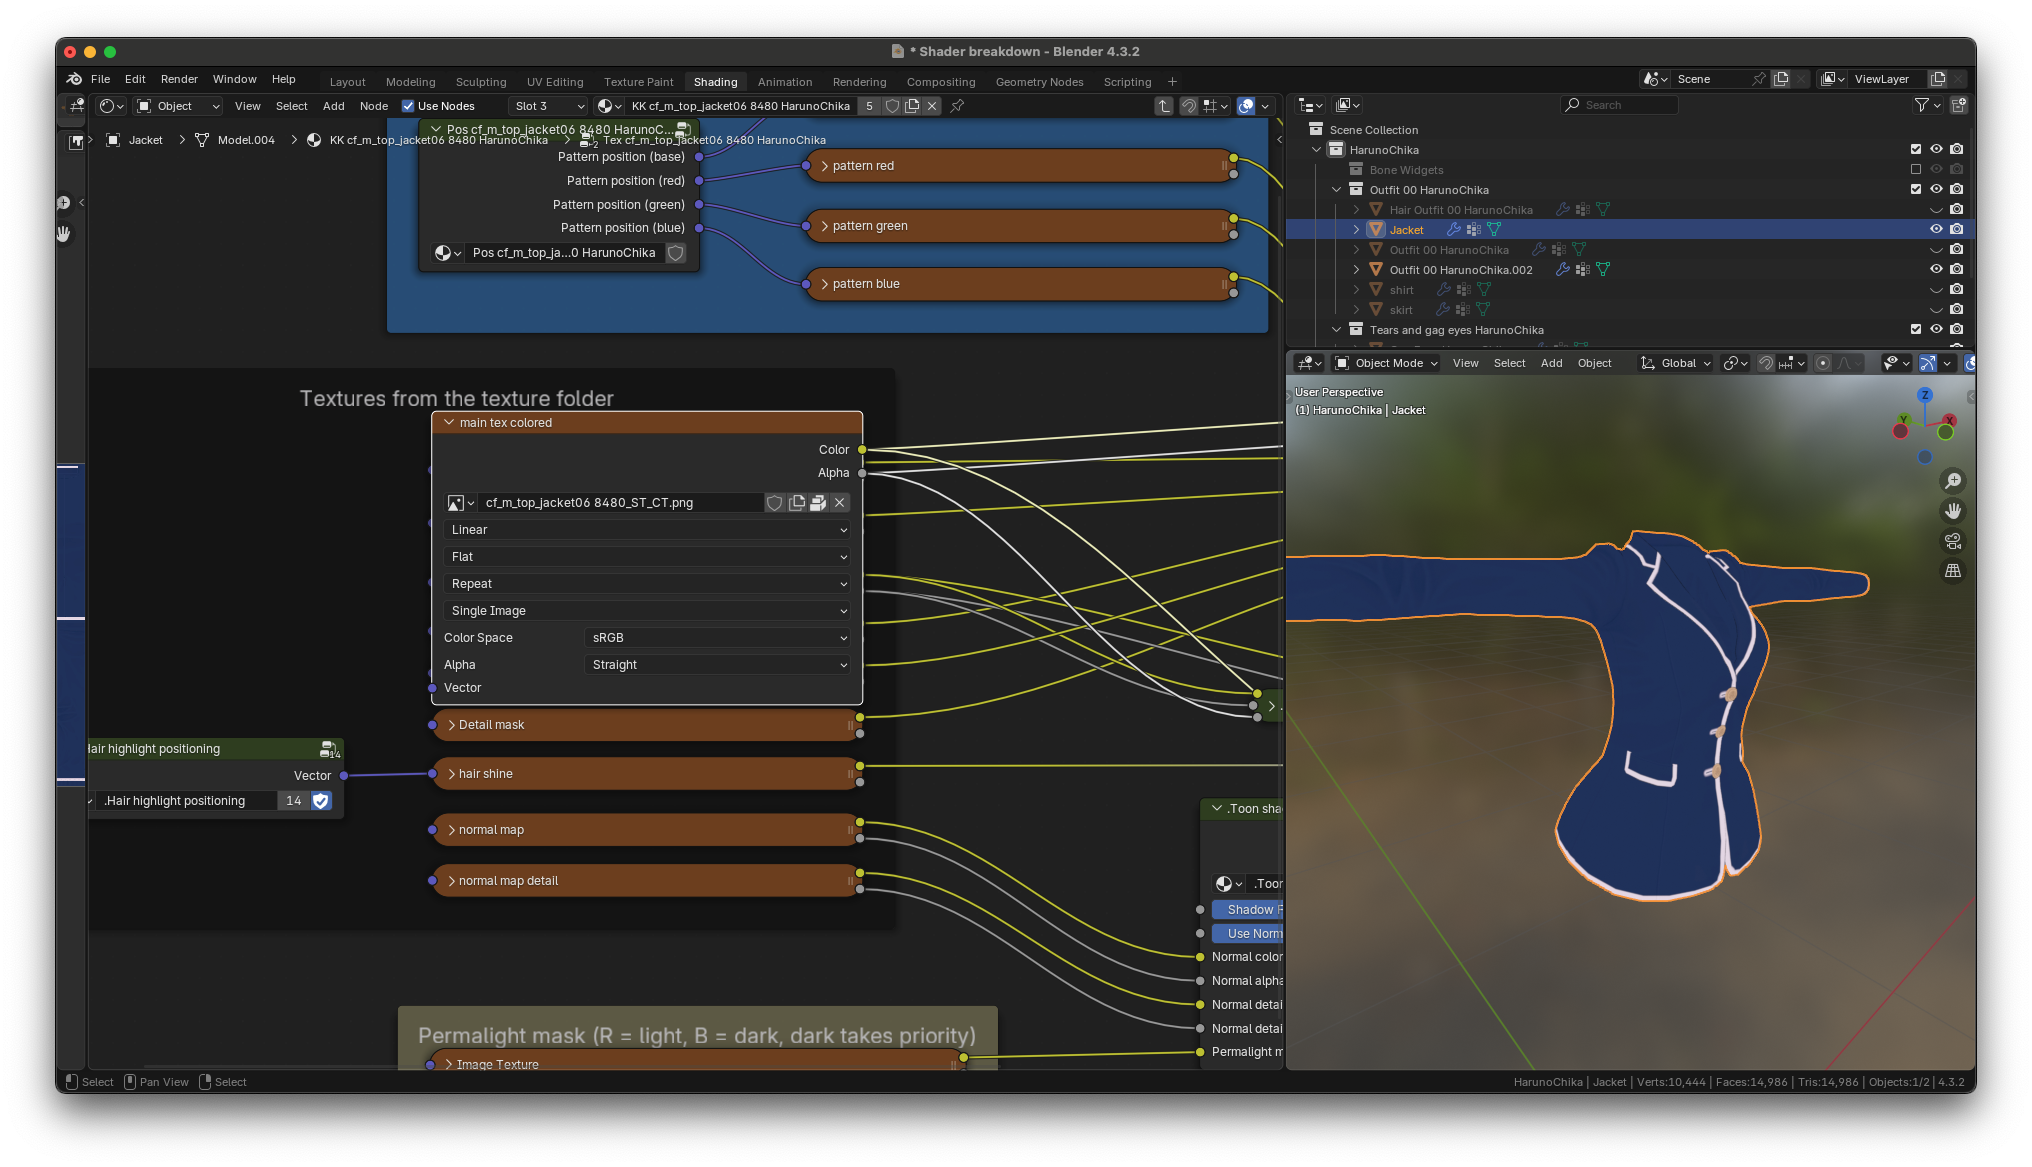 * Shader breakdown - Blender 4.3.2
File Edit Render Window Help
Layout Modeling Sculpting UV Editing Texture Paint Shading Animation Rendering Compositing Geometry Nodes Scripting +
Scene
ViewLayer
Object View Select Add Node Use Nodes Slot 3 KK cf_m_top_jacket06 8480 HarunoChika 5
Pos cf_m_top_jacket06 8480 HarunoC...
Jacket Model.004 KK cf_m_top_jacket06 8480 HarunoChika 2 Tex cf_m_top_jacket06 8480 HarunoChika
Pattern position (base)
Pattern position (red)
Pattern position (green)
Pattern position (blue)
Pos cf_m_top_ja...0 HarunoChika
pattern red
pattern green
pattern blue
Textures from the texture folder
main tex colored
Color
Alpha
cf_m_top_jacket06 8480_ST_CT.png
Linear
Flat
Repeat
Single Image
Color Space sRGB
Alpha Straight
Vector
Detail mask
hair shine
normal map
normal map detail
Hair highlight positioning 14
Vector
.Hair highlight positioning 14
.Toon sha
.Toor
Shadow F
Use Norm
Normal color
Normal alpha
Normal detai
Normal detai
Permalight m
Permalight mask (R = light, B = dark, dark takes priority)
Image Texture
Search
Scene Collection
HarunoChika
Bone Widgets
Outfit 00 HarunoChika
Hair Outfit 00 HarunoChika
Jacket
Outfit 00 HarunoChika
Outfit 00 HarunoChika.002
shirt
skirt
Tears and gag eyes HarunoChika
Object Mode View Select Add Object Global
User Perspective
(1) HarunoChika | Jacket
Z
Y
X
Select Pan View Select
HarunoChika | Jacket | Verts:10,444 | Faces:14,986 | Tris:14,986 | Objects:1/2 | 4.3.2